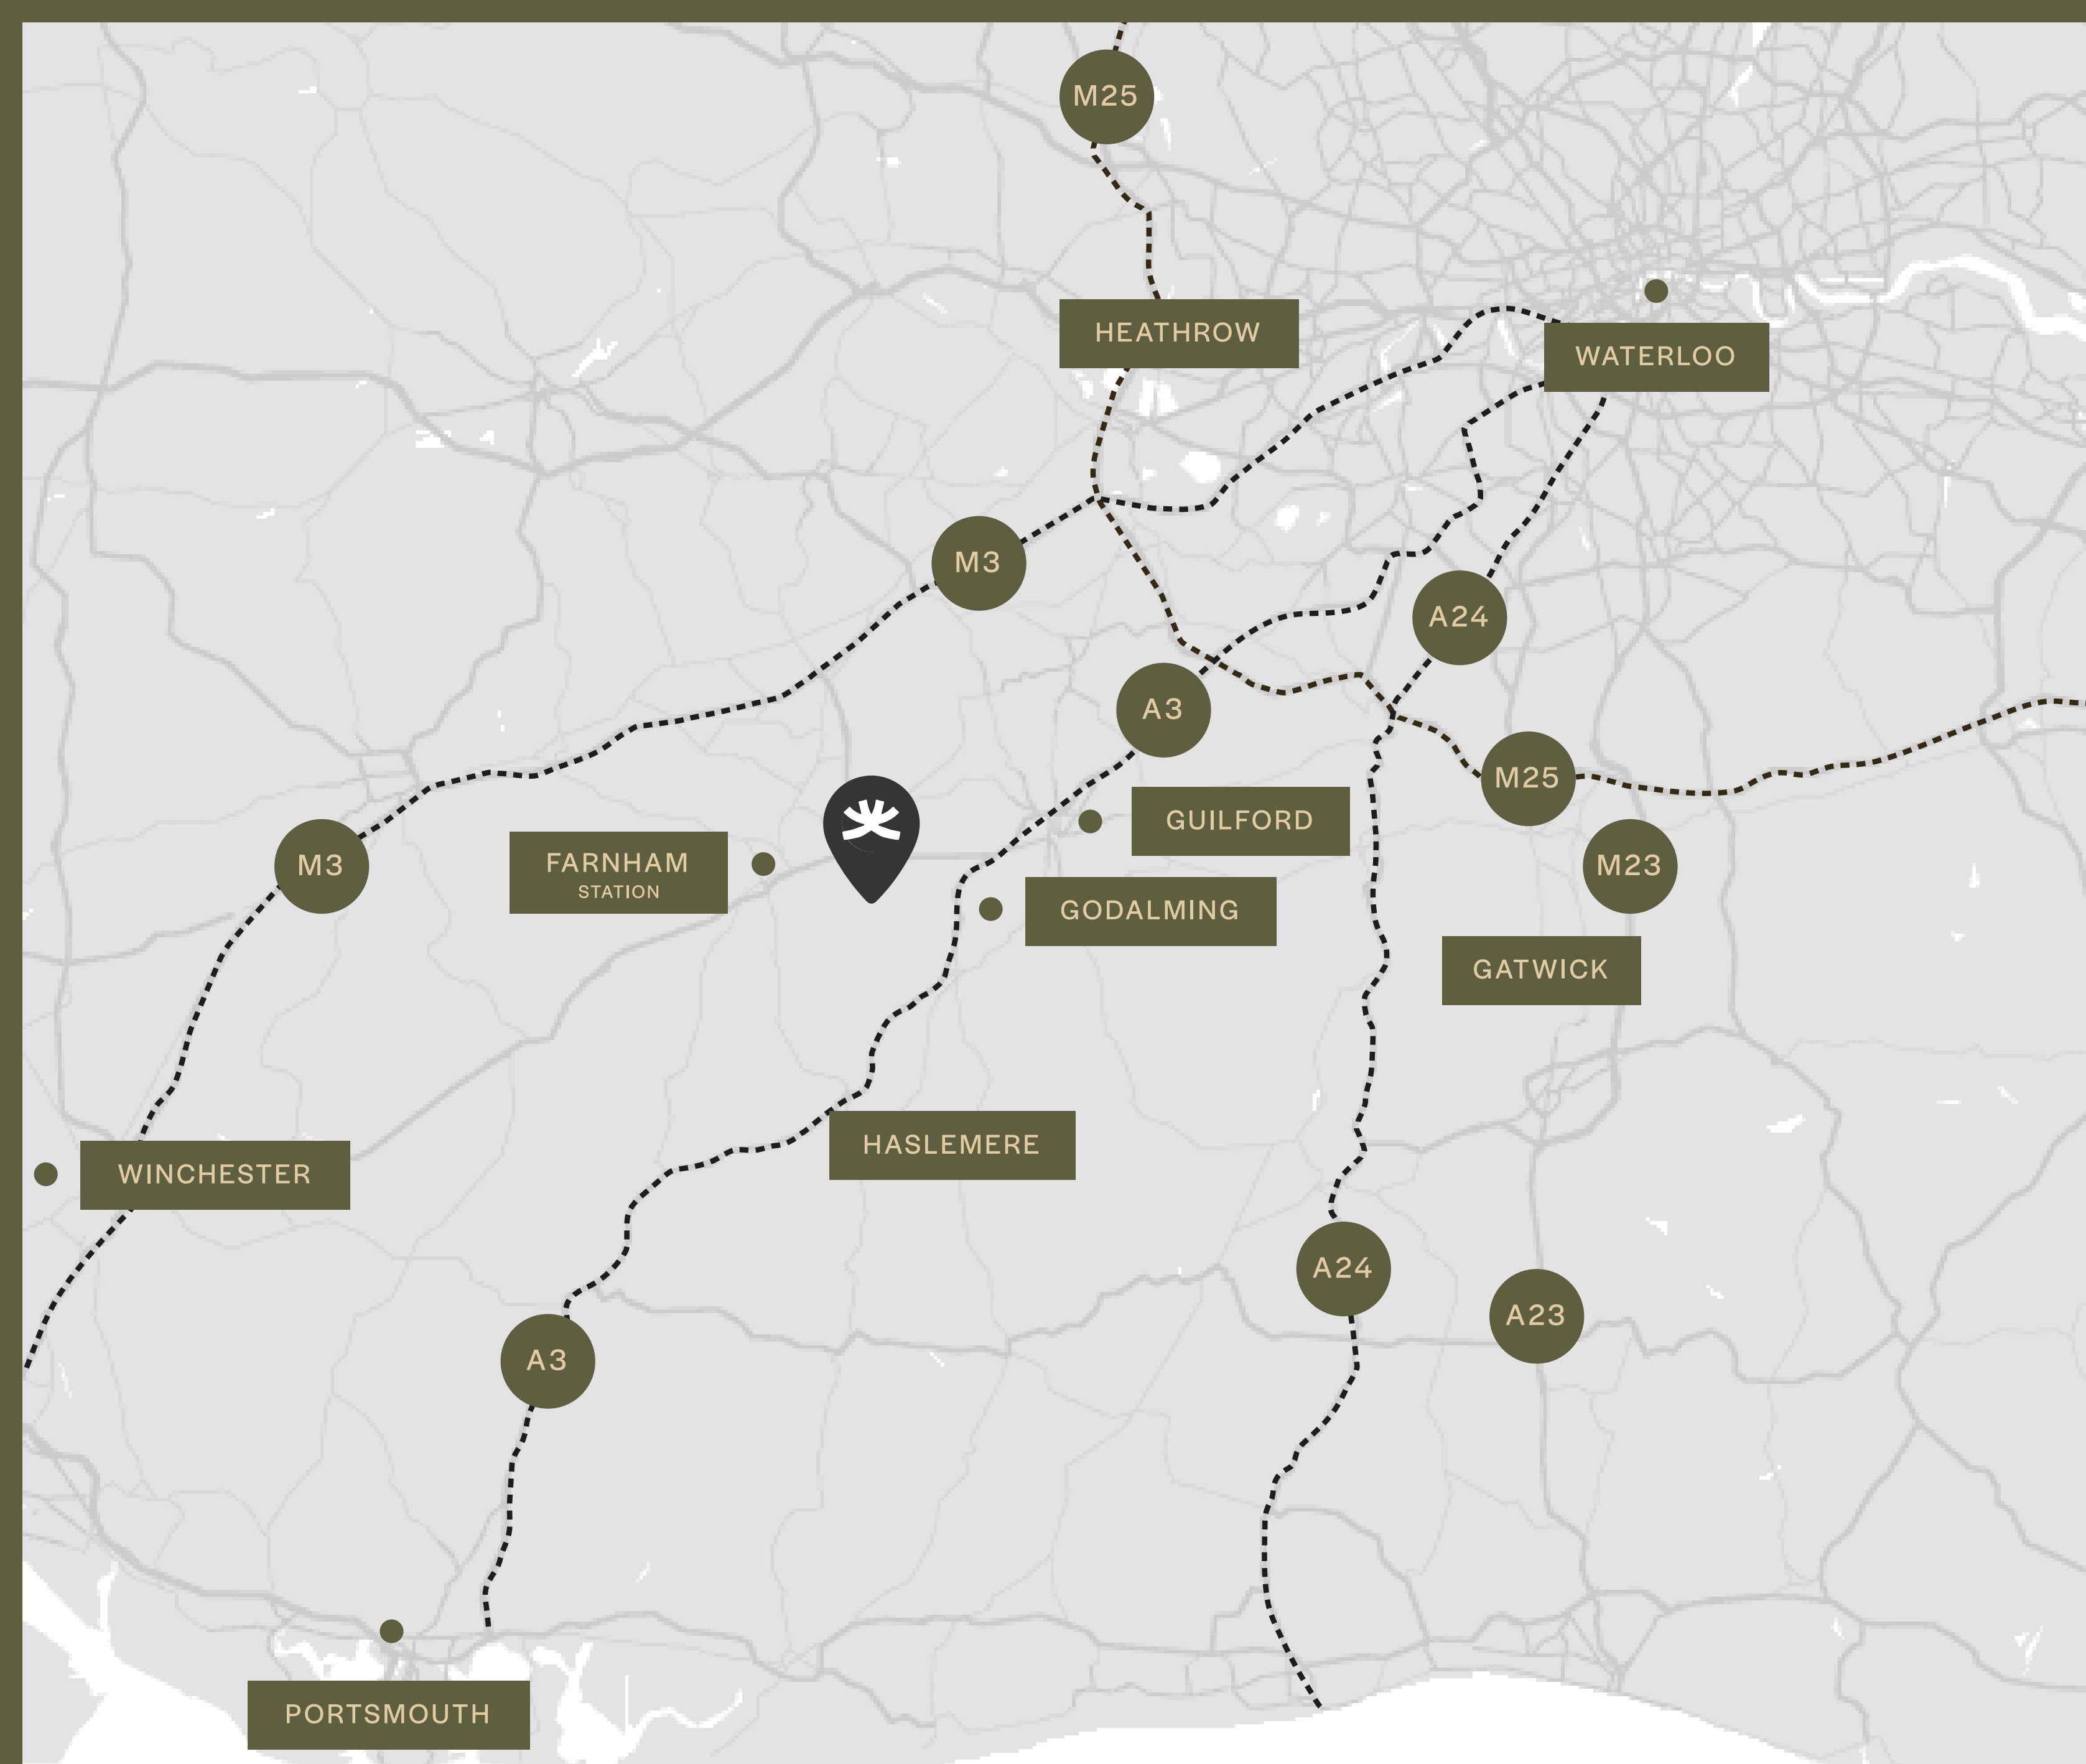 M25
HEATHROW
WATERLOO
M3
A24
A3
M25
GUILFORD
FARNHAM
STATION
M3
M23
GODALMING
GATWICK
HASLEMERE
WINCHESTER
A24
A23
A3
PORTSMOUTH